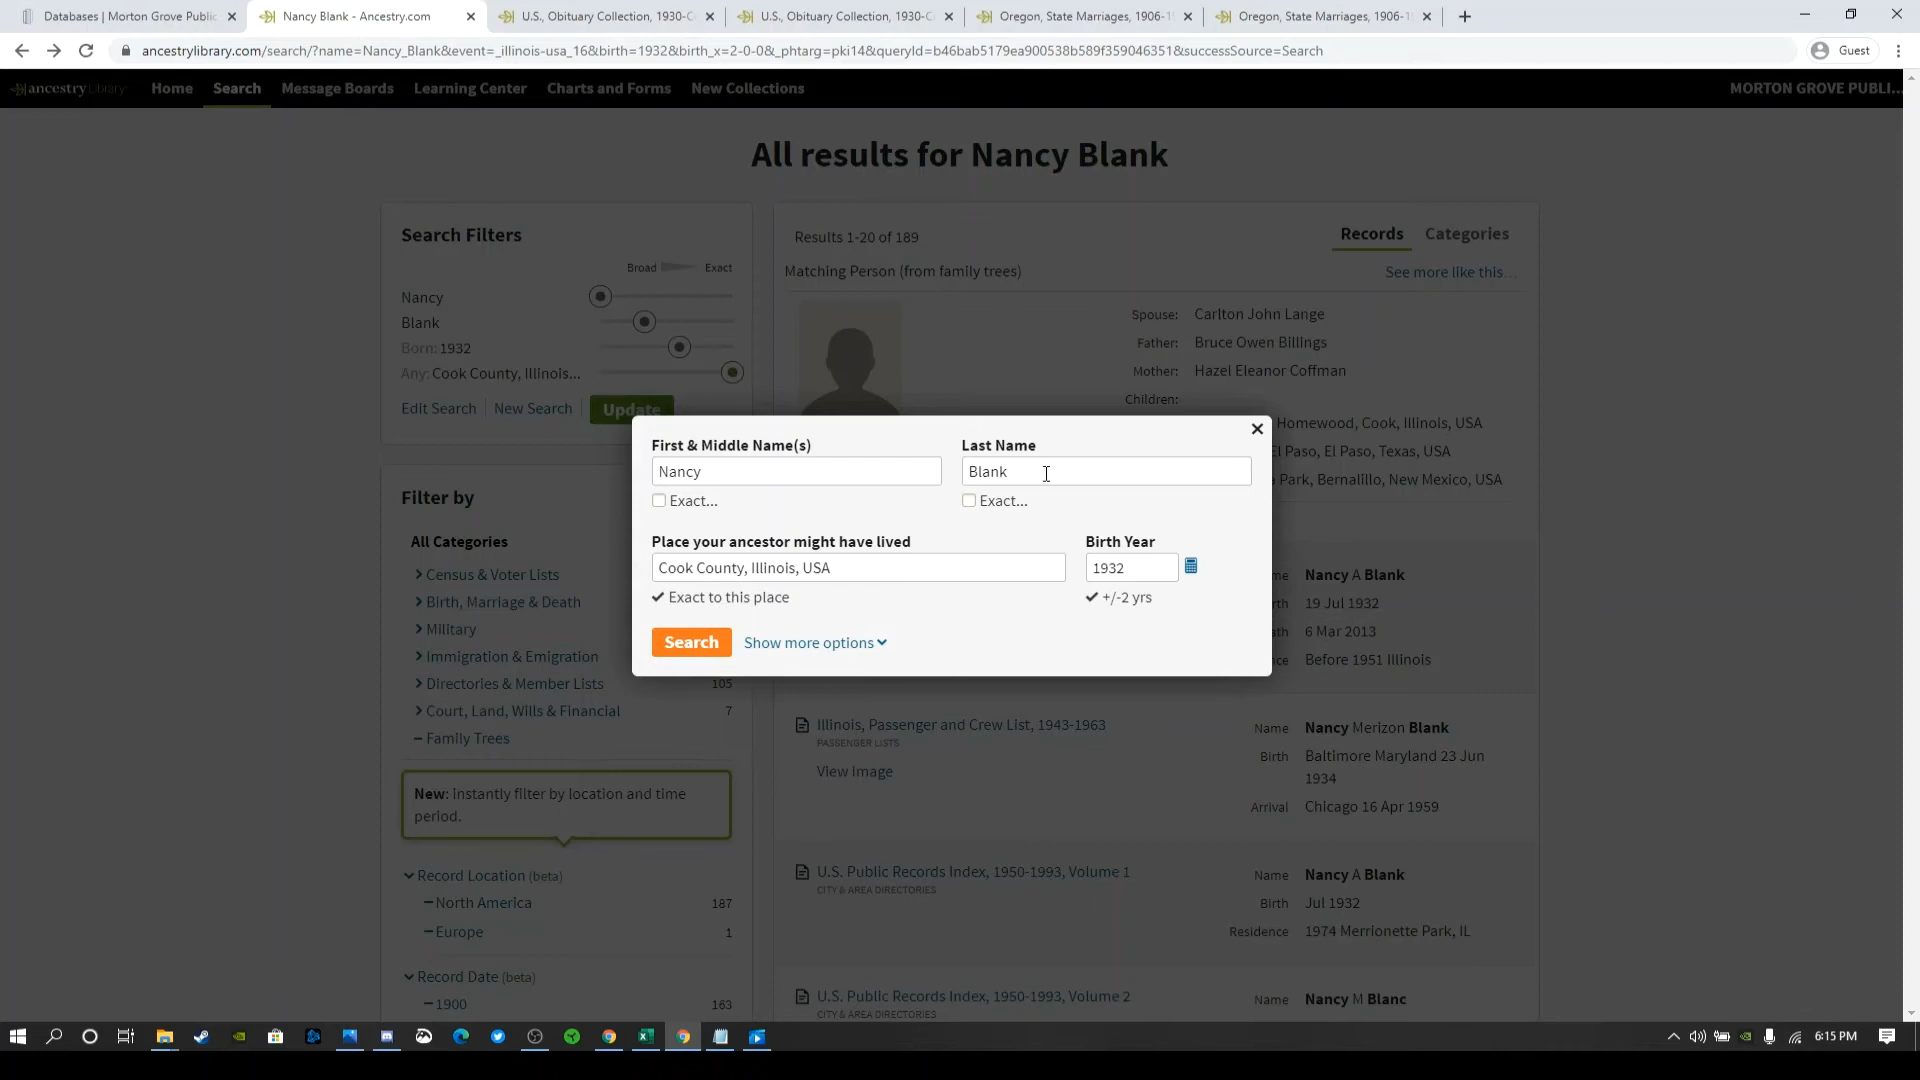 Databases | Morton Grove Public
Nancy Blank - Ancestry.com
U.S., Obituary Collection, 1930-C
U.S., Obituary Collection, 1930-C
Oregon, State Marriages, 1906-1
Oregon, State Marriages, 1906-1
ancestrylibrary.com/search/?name=Nancy_Blank&event=_illinois-usa_16&birth=1932&birth_x=2-0-0&_phtarg=pki14&queryId=b46bab5179ea900538b589f359046351&successSource=Search
Guest
ancestryLibrary
Home
Search
Message Boards
Learning Center
Charts and Forms
New Collections
MORTON GROVE PUBLI...
All results for Nancy Blank
Search Filters
Broad
Exact
Nancy
Blank
Born: 1932
Any: Cook County, Illinois...
Edit Search
New Search
Update
Results 1-20 of 189
Records
Categories
Matching Person (from family trees)
See more like this...
Spouse: Carlton John Lange
Father: Bruce Owen Billings
Mother: Hazel Eleanor Coffman
Children:
Homewood, Cook, Illinois, USA
El Paso, El Paso, Texas, USA
Park, Bernalillo, New Mexico, USA
First & Middle Name(s)
Nancy
Exact...
Last Name
Blank
Exact...
Place your ancestor might have lived
Cook County, Illinois, USA
Exact to this place
Birth Year
1932
+/-2 yrs
Search
Show more options
Filter by
All Categories
Census & Voter Lists
Birth, Marriage & Death
Military
Immigration & Emigration
Directories & Member Lists
105
Court, Land, Wills & Financial
7
Family Trees
New: instantly filter by location and time
period.
Record Location (beta)
North America
187
Europe
1
Record Date (beta)
1900
163
Nancy A Blank
19 Jul 1932
6 Mar 2013
Before 1951 Illinois
Illinois, Passenger and Crew List, 1943-1963
PASSENGER LISTS
View Image
Name Nancy Merizon Blank
Birth Baltimore Maryland 23 Jun
1934
Arrival Chicago 16 Apr 1959
U.S. Public Records Index, 1950-1993, Volume 1
CITY & AREA DIRECTORIES
Name Nancy A Blank
Birth Jul 1932
Residence 1974 Merrionette Park, IL
U.S. Public Records Index, 1950-1993, Volume 2
CITY & AREA DIRECTORIES
Name Nancy M Blanc
6:15 PM